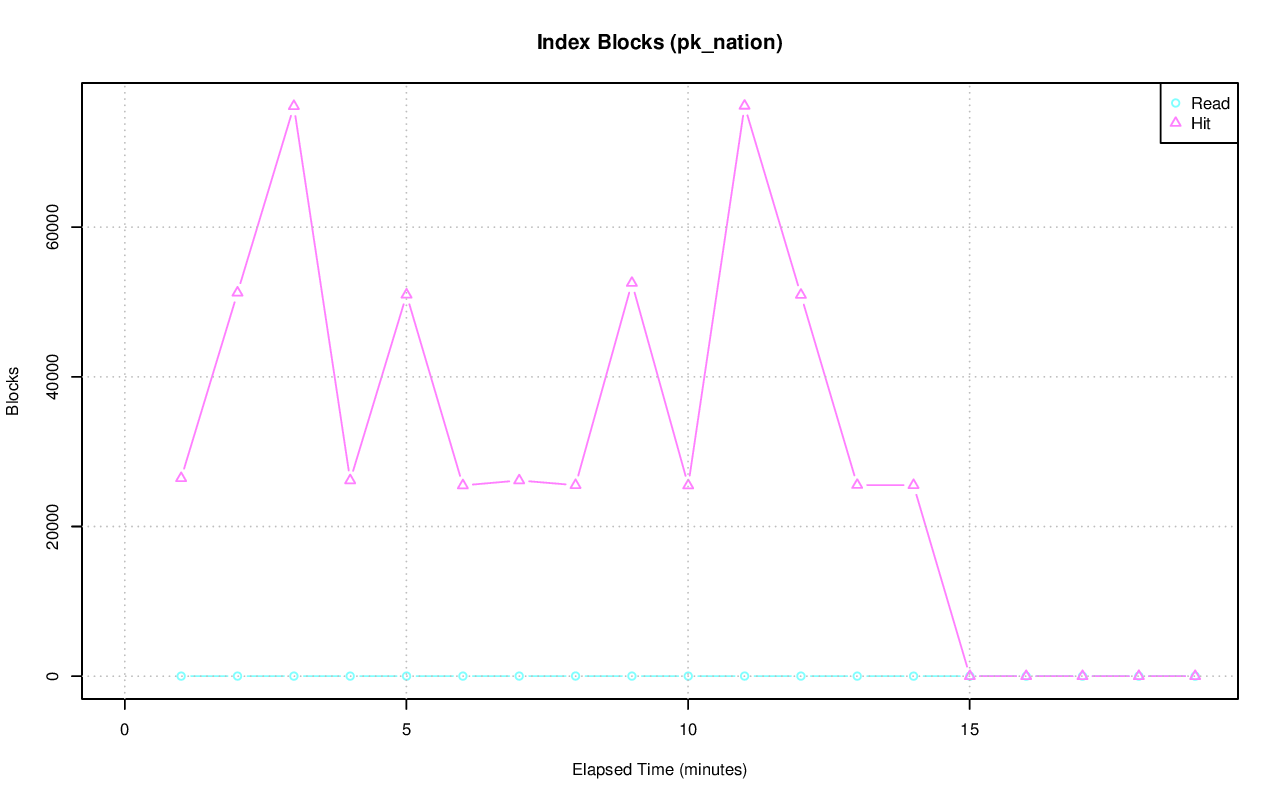 Index Blocks (pk_nation)
Read
Hit
Blocks
60000
40000
20000
0
0 5 10 15
Elapsed Time (minutes)